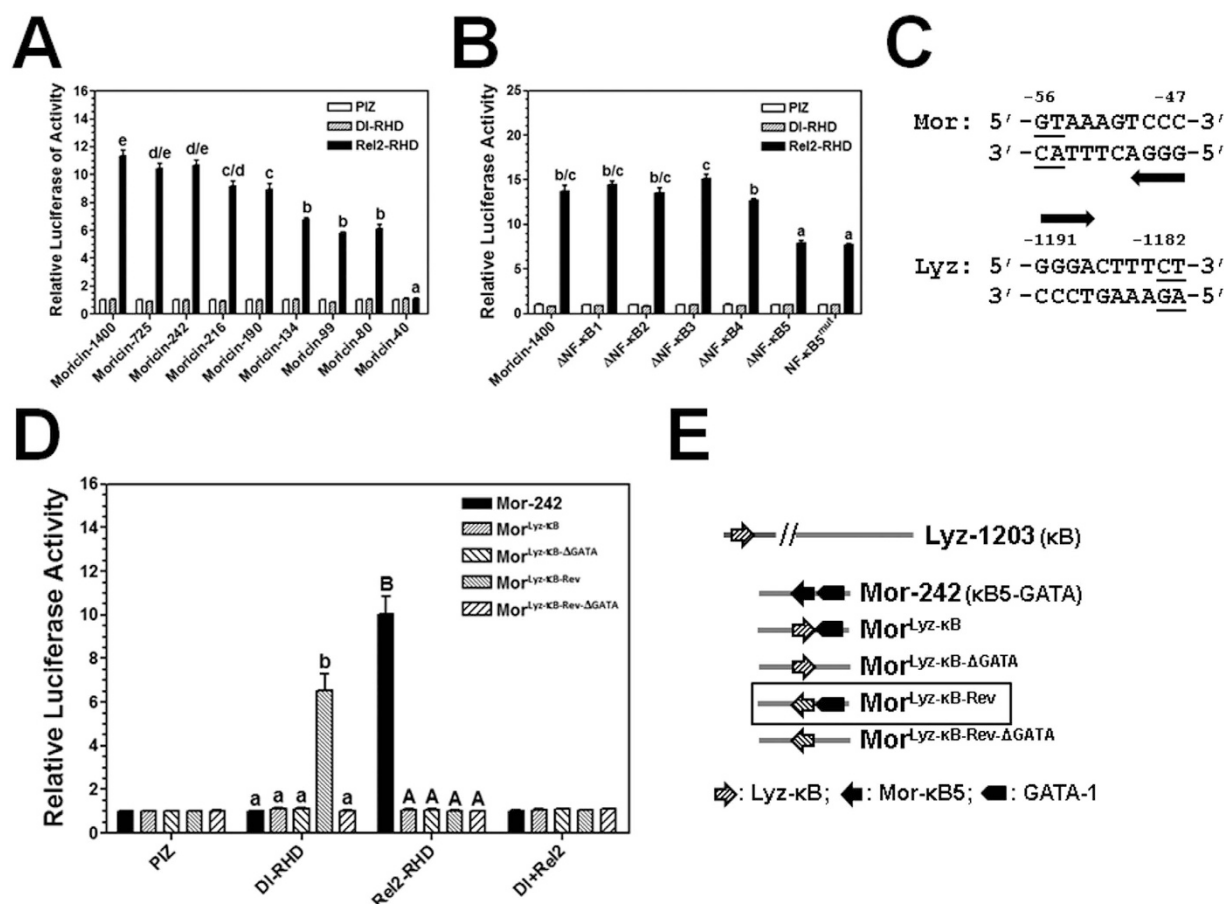 A
Relative Luciferase of Activity
16
14
12
10
8
6
4
2
0
PIZ
Dl-RHD
Rel2-RHD
e
d/e
d/e
c/d
c
b
b
b
a
Moricin-1400
Moricin-725
Moricin-242
Moricin-216
Moricin-190
Moricin-134
Moricin-99
Moricin-80
Moricin-40
B
Relative Luciferase Activity
25
20
15
10
5
0
PIZ
Dl-RHD
Rel2-RHD
b/c
b/c
b/c
c
b
a
a
Moricin-1400
ΔNF-κB1
ΔNF-κB2
ΔNF-κB3
ΔNF-κB4
ΔNF-κB5
NF-κB5mut
C
-56 -47
Mor: 5′-GTAAAGTCCC-3′
3′-CATTTCAGGG-5′
-1191 -1182
Lyz: 5′-GGGACTTTCT-3′
3′-CCCTGAAAGA-5′
D
Relative Luciferase Activity
16
14
12
10
8
6
4
2
0
Mor-242
MorLyz-κB
MorLyz-κB-ΔGATA
MorLyz-κB-Rev
MorLyz-κB-Rev-ΔGATA
a a a b a
B A A A A
PIZ
Dl-RHD
Rel2-RHD
Dl+Rel2
E
Lyz-1203 (κB)
Mor-242 (κB5-GATA)
MorLyz-κB
MorLyz-κB-ΔGATA
MorLyz-κB-Rev
MorLyz-κB-Rev-ΔGATA
: Lyz-κB; : Mor-κB5; : GATA-1